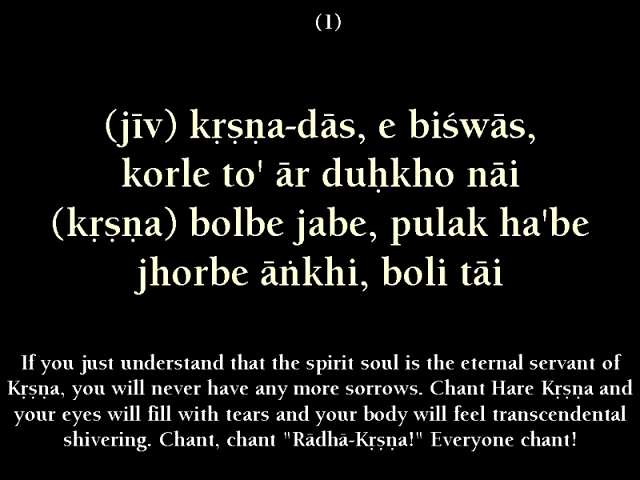 (1)
(jīv) kṛṣṇa-dās, e biśwās,
korle to' ār duḥkho nāi
(kṛṣṇa) bolbe jabe, pulak ha'be
jhorbe āṅkhi, boli tāi
If you just understand that the spirit soul is the eternal servant of
Kṛṣṇa, you will never have any more sorrows. Chant Hare Kṛṣṇa and
your eyes will fill with tears and your body will feel transcendental
shivering. Chant, chant "Rādhā-Kṛṣṇa!" Everyone chant!